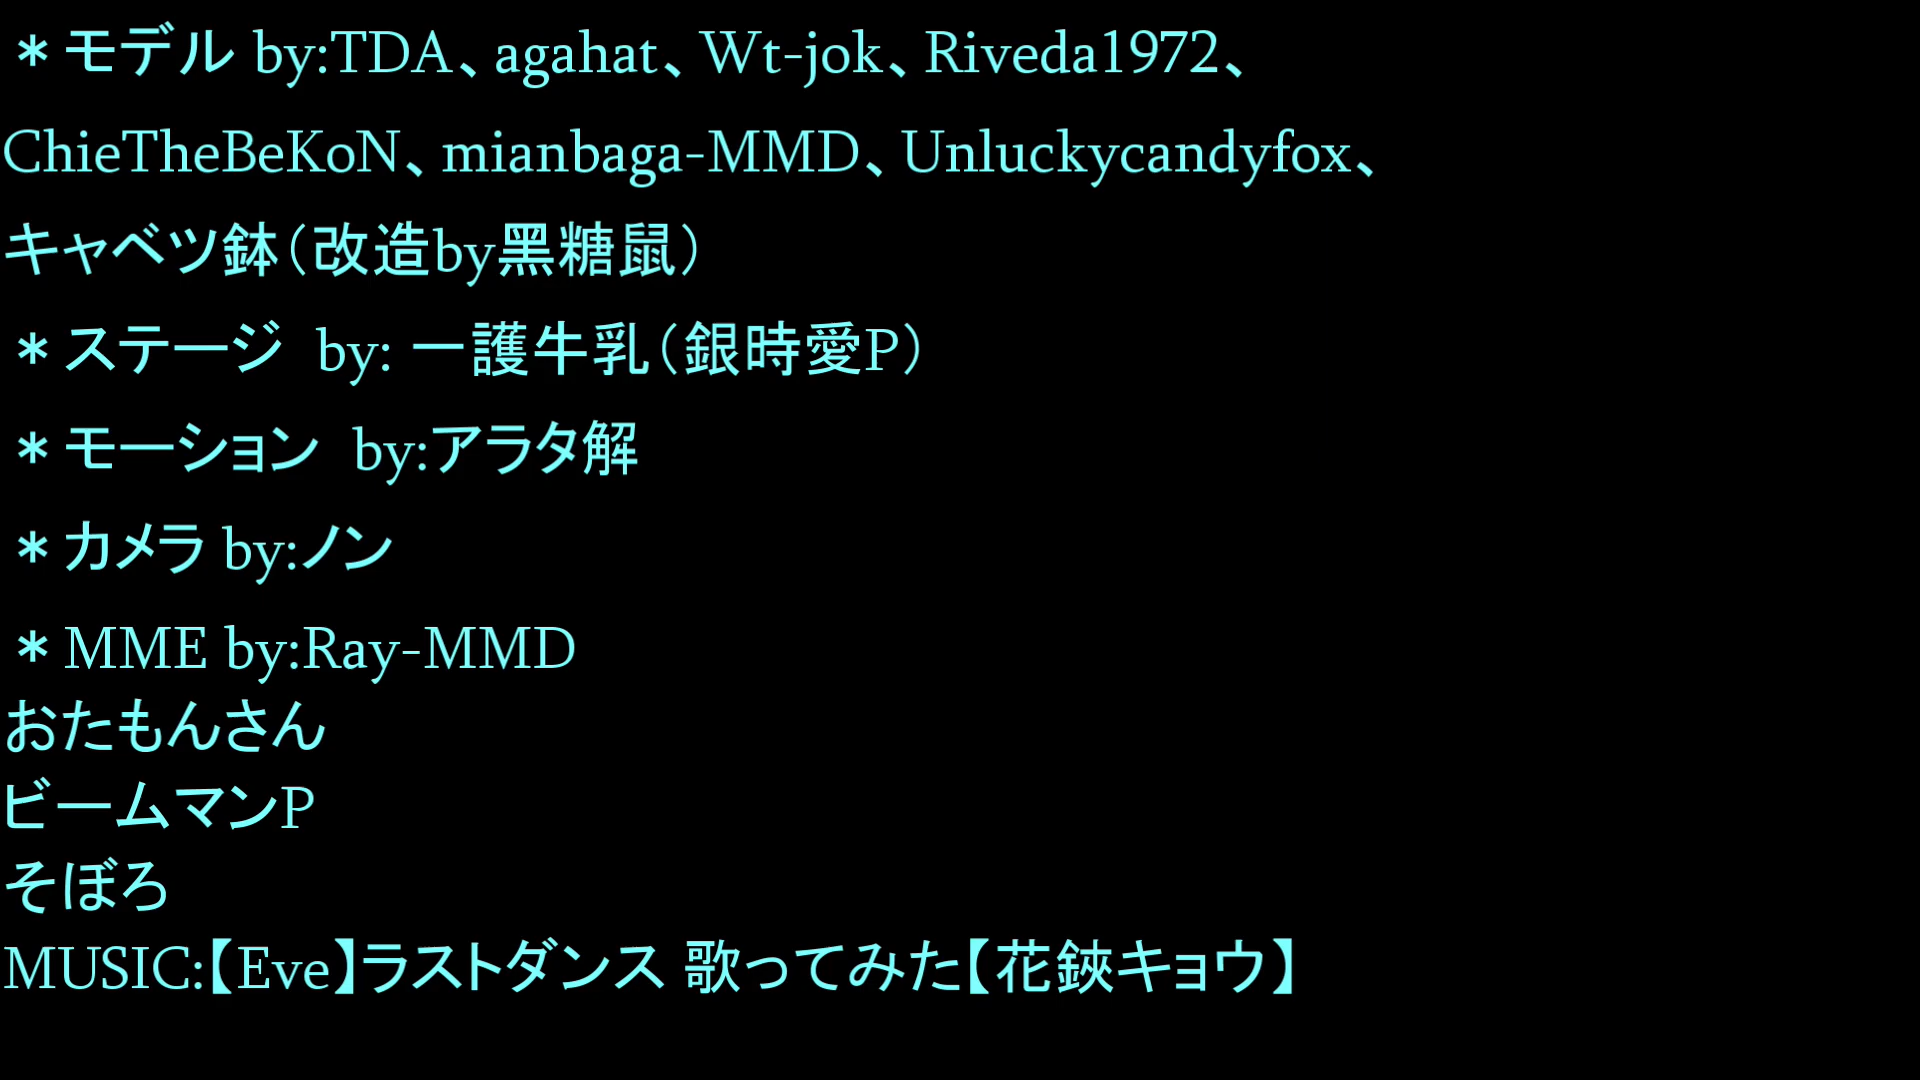 ＊モデル by:TDA、agahat、Wt-jok、Riveda1972、
ChieTheBeKoN、mianbaga-MMD、Unluckycandyfox、
キャベツ鉢（改造by黑糖鼠）
＊ステージ  by: 一護牛乳（銀時愛P）
＊モーション  by:アラタ解
＊カメラ by:ノン
＊MME by:Ray-MMD
おたもんさん
ビームマンP
そぼろ
MUSIC:【Eve】ラストダンス 歌ってみた【花鋏キョウ】